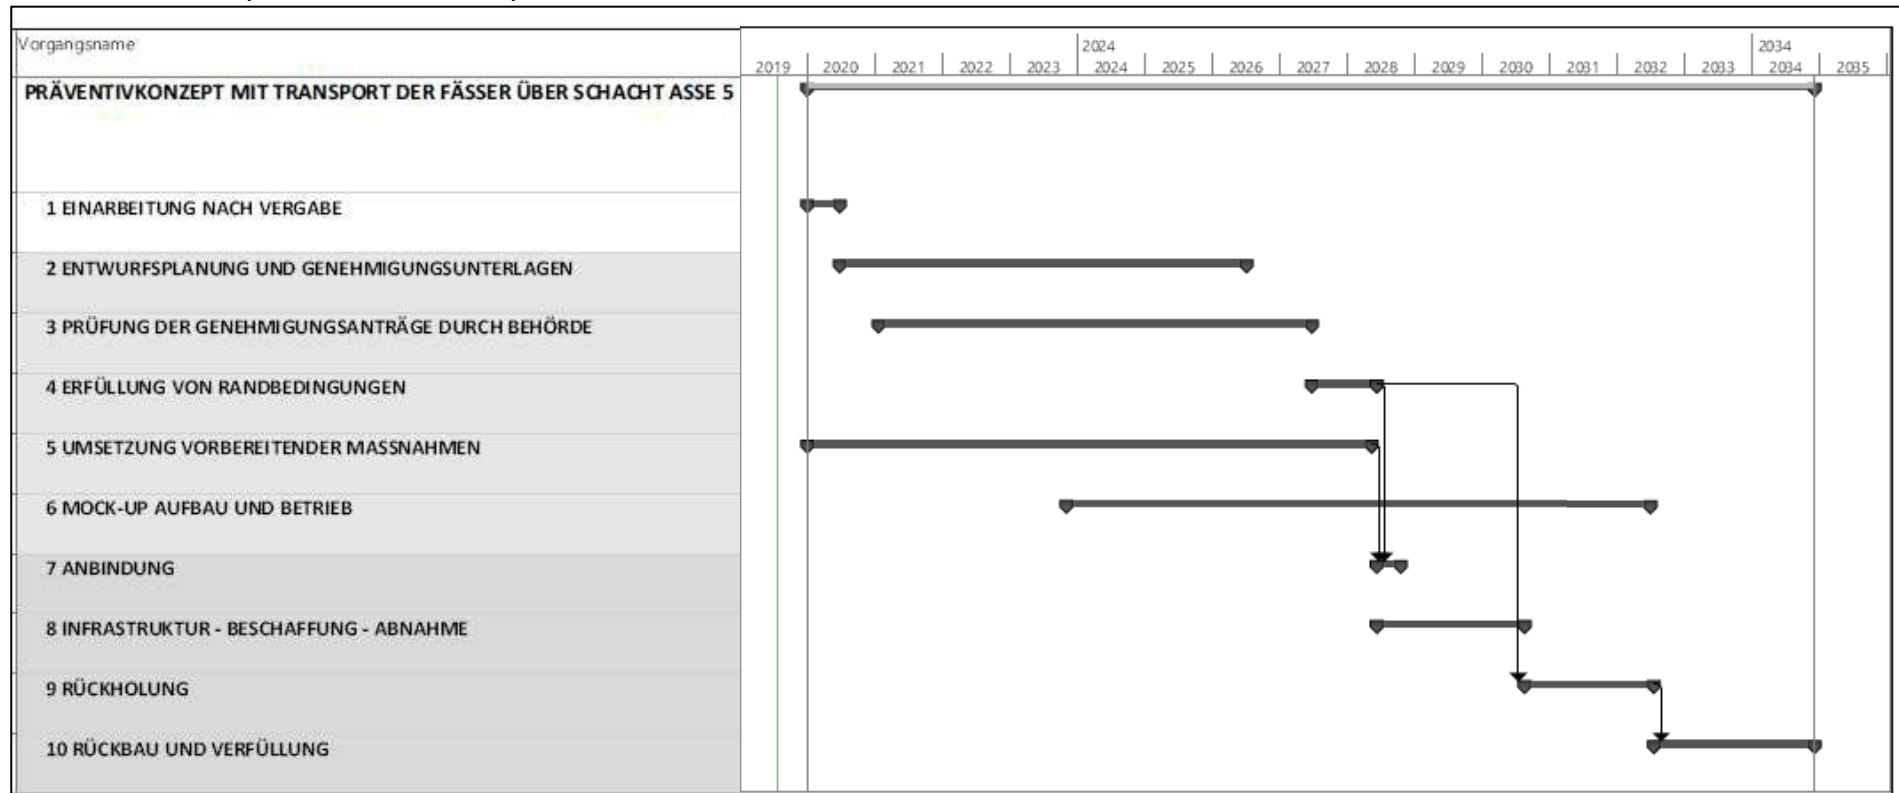 Vorgangsname
2024
2034
2019 2020 2021 2022 2023 2024 2025 2026 2027 2028 2029 2030 2031 2032 2033 2034 2035
PRÄVENTIVKONZEPT MIT TRANSPORT DER FÄSSER ÜBER SCHACHT ASSE 5
1 EINARBEITUNG NACH VERGABE
2 ENTWURFSPLANUNG UND GENEHMIGUNGSUNTERLAGEN
3 PRÜFUNG DER GENEHMIGUNGSANTRÄGE DURCH BEHÖRDE
4 ERFÜLLUNG VON RANDBEDINGUNGEN
5 UMSETZUNG VORBEREITENDER MASSNAHMEN
6 MOCK-UP AUFBAU UND BETRIEB
7 ANBINDUNG
8 INFRASTRUKTUR - BESCHAFFUNG - ABNAHME
9 RÜCKHOLUNG
10 RÜCKBAU UND VERFÜLLUNG